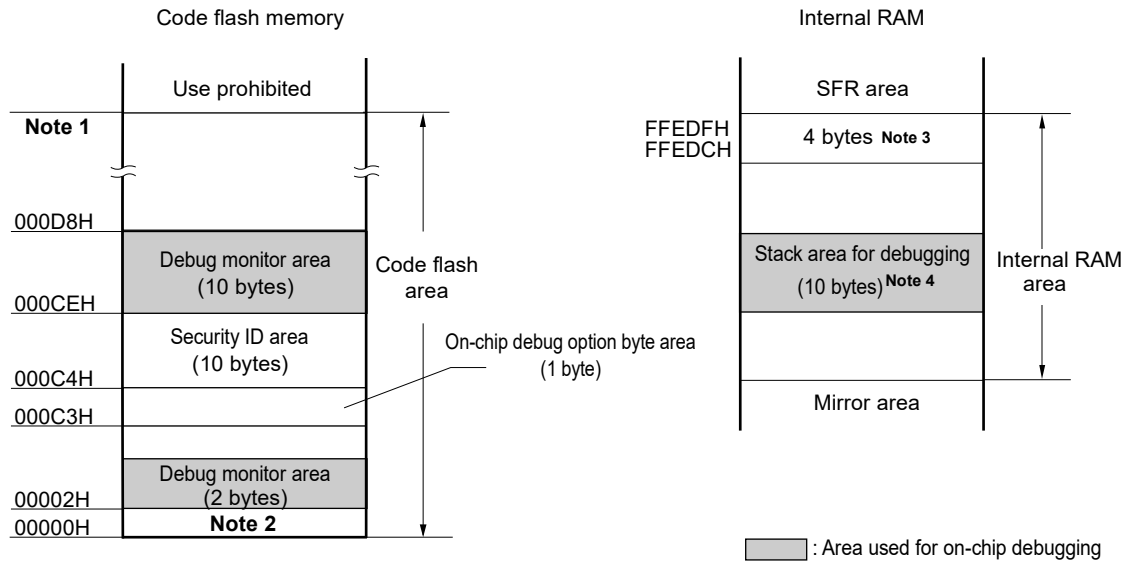 Code flash memory
Use prohibited
Note 1
000D8H
Debug monitor area
(10 bytes)
000CEH
Security ID area
(10 bytes)
000C4H
000C3H
Debug monitor area
(2 bytes)
00002H
00000H
Note 2
Code flash
area
On-chip debug option byte area
(1 byte)
Internal RAM
SFR area
FFEDFH
FFEDCH
4 bytes Note 3
Stack area for debugging
(10 bytes) Note 4
Internal RAM
area
Mirror area
: Area used for on-chip debugging